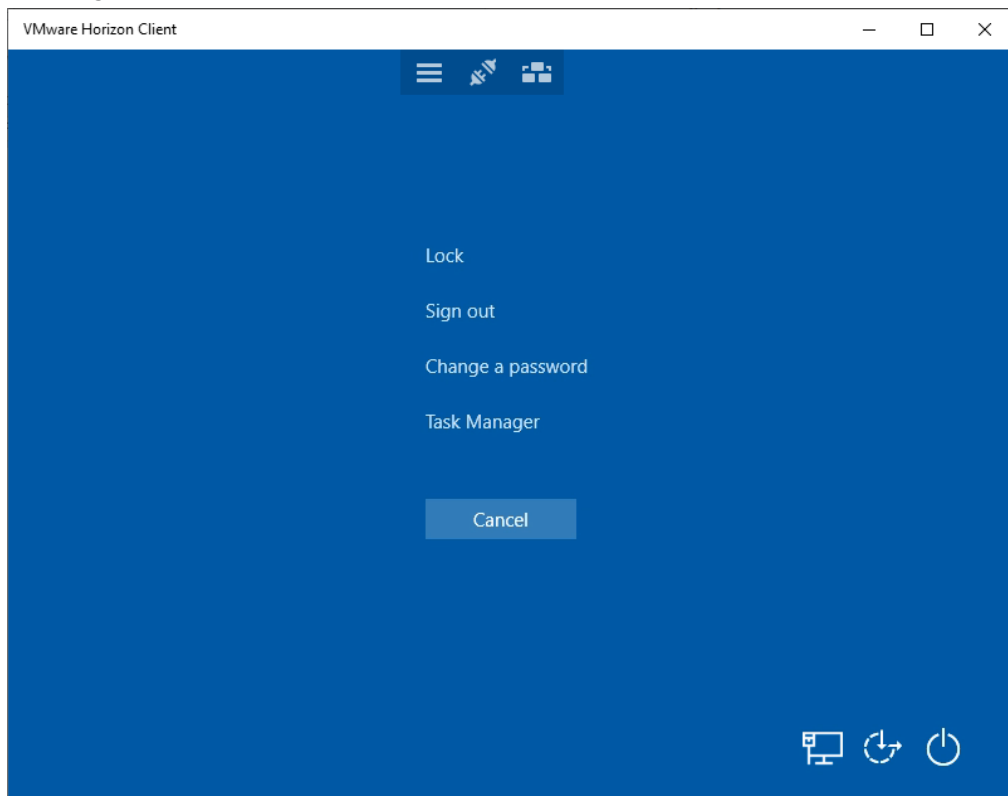 VMware Horizon Client
Lock
Sign out
Change a password
Task Manager
Cancel